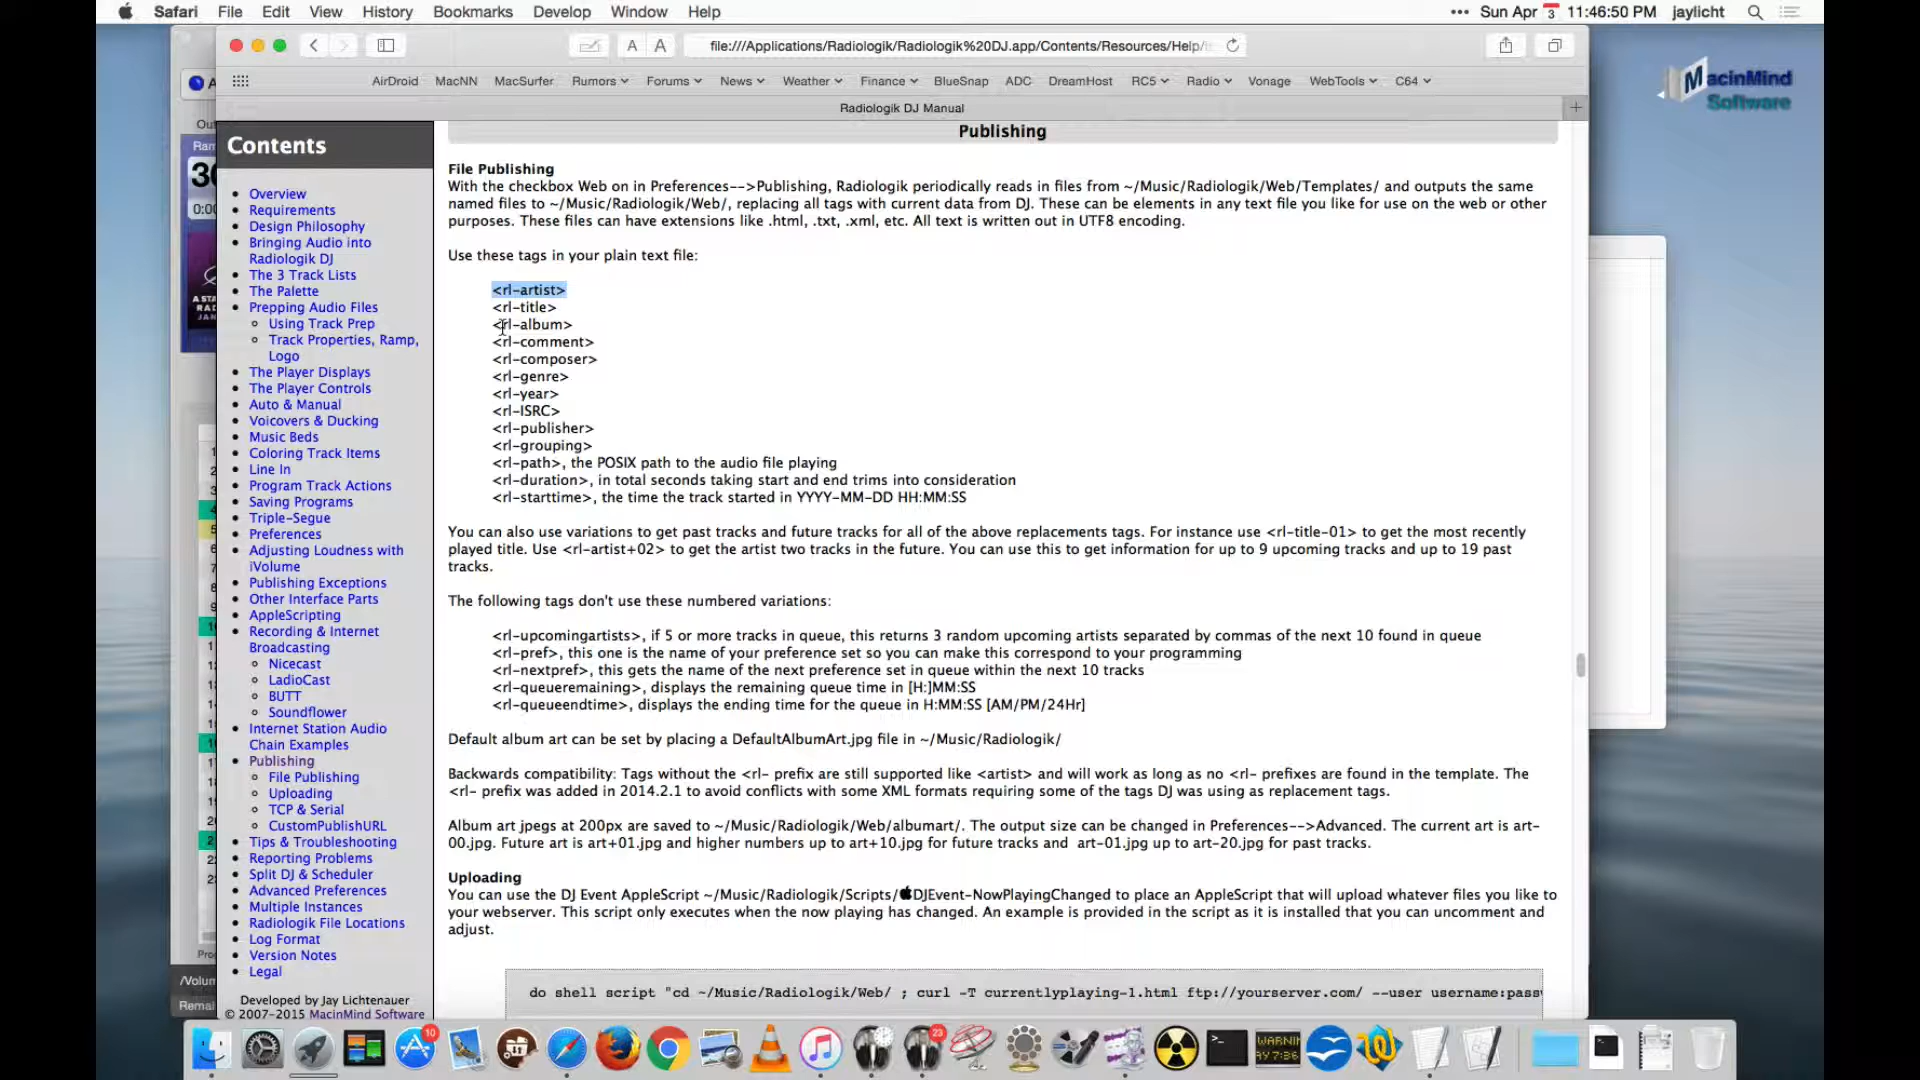 Safari File Edit View History Bookmarks Develop Window Help
••• Sun Apr 3 11:46:50 PM jaylicht
A A file:///Applications/Radiologik/Radiologik%20DJ.app/Contents/Resources/Help/
AirDroid MacNN MacSurfer Rumors Forums News Weather Finance BlueSnap ADC DreamHost RC5 Radio Vonage WebTools C64
Radiologik DJ Manual
MacinMind
Software
Contents
Overview
Requirements
Design Philosophy
Bringing Audio into
Radiologik DJ
The 3 Track Lists
The Palette
Prepping Audio Files
Using Track Prep
Track Properties, Ramp,
Logo
The Player Displays
The Player Controls
Auto & Manual
Voicovers & Ducking
Music Beds
Coloring Track Items
Line In
Program Track Actions
Saving Programs
Triple-Segue
Preferences
Adjusting Loudness with
iVolume
Publishing Exceptions
Other Interface Parts
AppleScripting
Recording & Internet
Broadcasting
Nicecast
LadioCast
BUTT
Soundflower
Internet Station Audio
Chain Examples
Publishing
File Publishing
Uploading
TCP & Serial
CustomPublishURL
Tips & Troubleshooting
Reporting Problems
Split DJ & Scheduler
Advanced Preferences
Multiple Instances
Radiologik File Locations
Log Format
Version Notes
Legal
Developed by Jay Lichtenauer
© 2007-2015 MacinMind Software
Publishing
File Publishing
With the checkbox Web on in Preferences-->Publishing, Radiologik periodically reads in files from ~/Music/Radiologik/Web/Templates/ and outputs the same
named files to ~/Music/Radiologik/Web/, replacing all tags with current data from DJ. These can be elements in any text file you like for use on the web or other
purposes. These files can have extensions like .html, .txt, .xml, etc. All text is written out in UTF8 encoding.
Use these tags in your plain text file:
<rl-artist>
<rl-title>
<rl-album>
<rl-comment>
<rl-composer>
<rl-genre>
<rl-year>
<rl-ISRC>
<rl-publisher>
<rl-grouping>
<rl-path>, the POSIX path to the audio file playing
<rl-duration>, in total seconds taking start and end trims into consideration
<rl-starttime>, the time the track started in YYYY-MM-DD HH:MM:SS
You can also use variations to get past tracks and future tracks for all of the above replacements tags. For instance use <rl-title-01> to get the most recently
played title. Use <rl-artist+02> to get the artist two tracks in the future. You can use this to get information for up to 9 upcoming tracks and up to 19 past
tracks.
The following tags don't use these numbered variations:
<rl-upcomingartists>, if 5 or more tracks in queue, this returns 3 random upcoming artists separated by commas of the next 10 found in queue
<rl-pref>, this one is the name of your preference set so you can make this correspond to your programming
<rl-nextpref>, this gets the name of the next preference set in queue within the next 10 tracks
<rl-queueremaining>, displays the remaining queue time in [H:]MM:SS
<rl-queueendtime>, displays the ending time for the queue in H:MM:SS [AM/PM/24Hr]
Default album art can be set by placing a DefaultAlbumArt.jpg file in ~/Music/Radiologik/
Backwards compatibility: Tags without the <rl- prefix are still supported like <artist> and will work as long as no <rl- prefixes are found in the template. The
<rl- prefix was added in 2014.2.1 to avoid conflicts with some XML formats requiring some of the tags DJ was using as replacement tags.
Album art jpegs at 200px are saved to ~/Music/Radiologik/Web/albumart/. The output size can be changed in Preferences-->Advanced. The current art is art-
00.jpg. Future art is art+01.jpg and higher numbers up to art+10.jpg for future tracks and art-01.jpg up to art-20.jpg for past tracks.
Uploading
You can use the DJ Event AppleScript ~/Music/Radiologik/Scripts/DJEvent-NowPlayingChanged to place an AppleScript that will upload whatever files you like to
your webserver. This script only executes when the now playing has changed. An example is provided in the script as it is installed that you can uncomment and
adjust.
do shell script "cd ~/Music/Radiologik/Web/ ; curl -T currentlyplaying-1.html ftp://yourserver.com/ --user username:pass
10
23